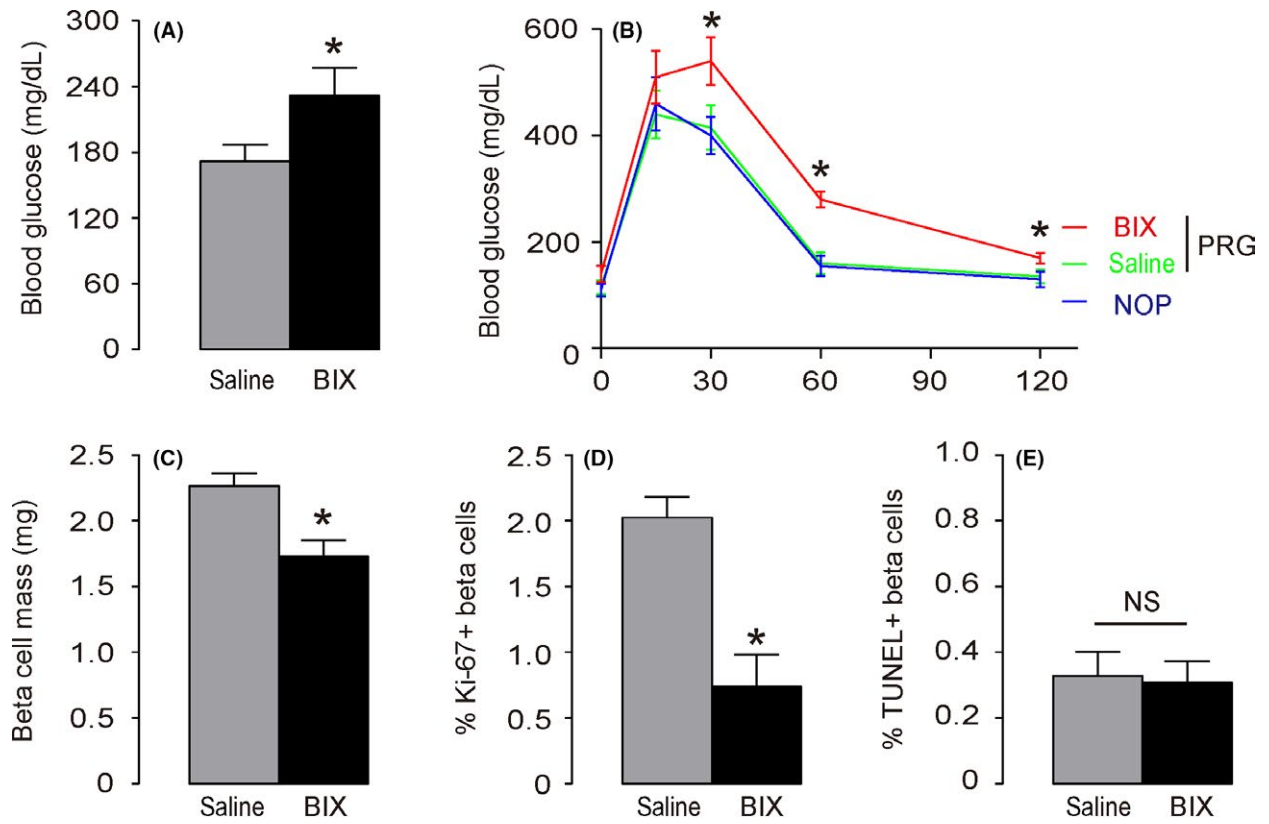 (A)
Blood glucose (mg/dL)
300
240
180
120
60
0
*
Saline BIX
(B)
Blood glucose (mg/dL)
600
400
200
0
* * *
0 30 60 90 120
BIX
Saline
PRG
NOP
(C)
Beta cell mass (mg)
2.5
2.0
1.5
1.0
0.5
0
*
Saline BIX
(D)
% Ki-67+ beta cells
2.5
2.0
1.5
1.0
0.5
0
*
Saline BIX
(E)
% TUNEL+ beta cells
1.0
0.8
0.6
0.4
0.2
0
NS
Saline BIX